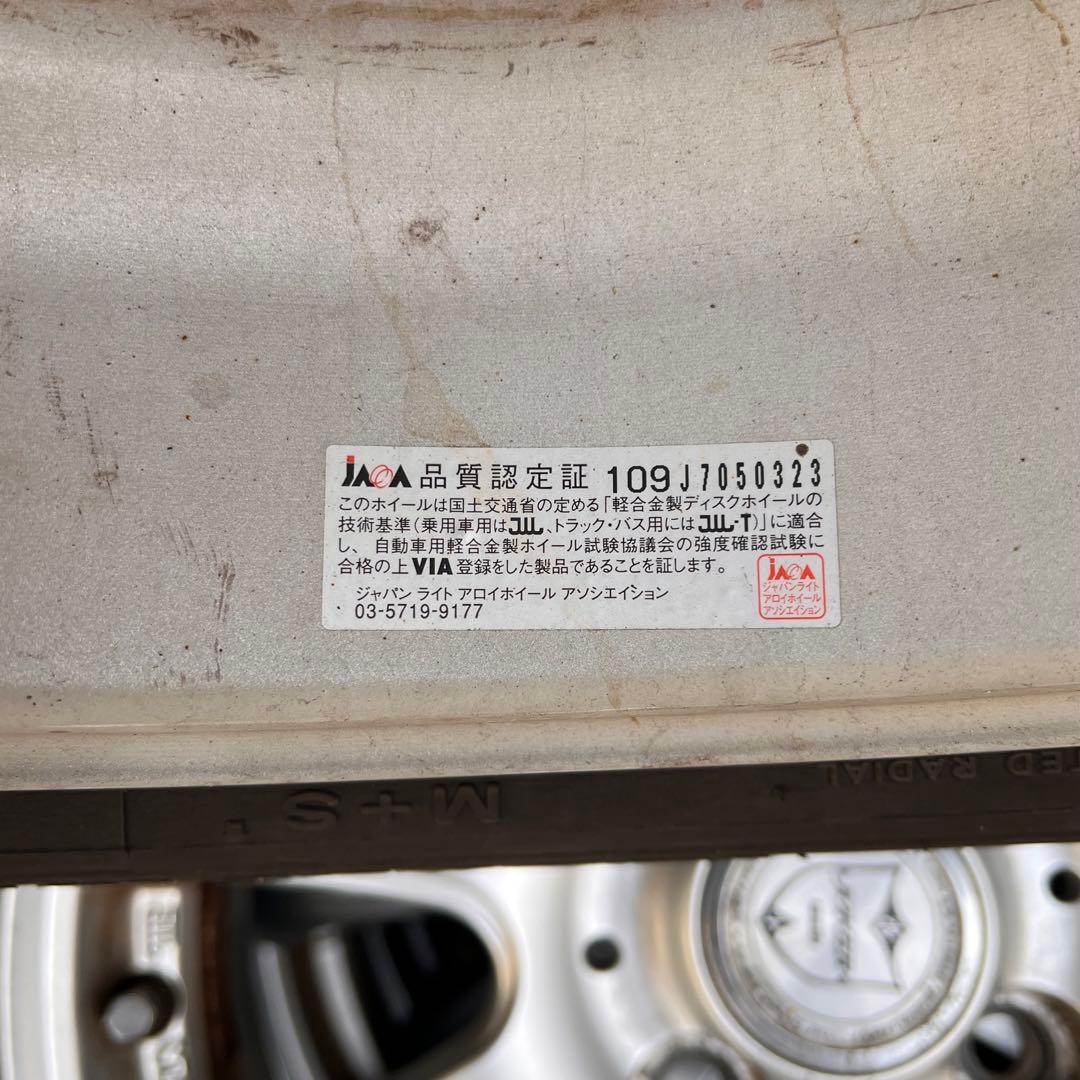 JAWA 品質認定証 109 J7050323
このホイールは国土交通省の定める「軽合金製ディスクホイールの
技術基準(乗用車用はJWL、トラック・バス用にはJWL-T)」に適合
し、自動車用軽合金製ホイール試験協議会の強度確認試験に
合格の上VIA登録をした製品であることを証します。
ジャパン ライト アロイホイール アソシエイション
03-5719-9177
JAWA
ジャパンライト
アロイホイール
アソシエイション
TED RADIAL
M+S